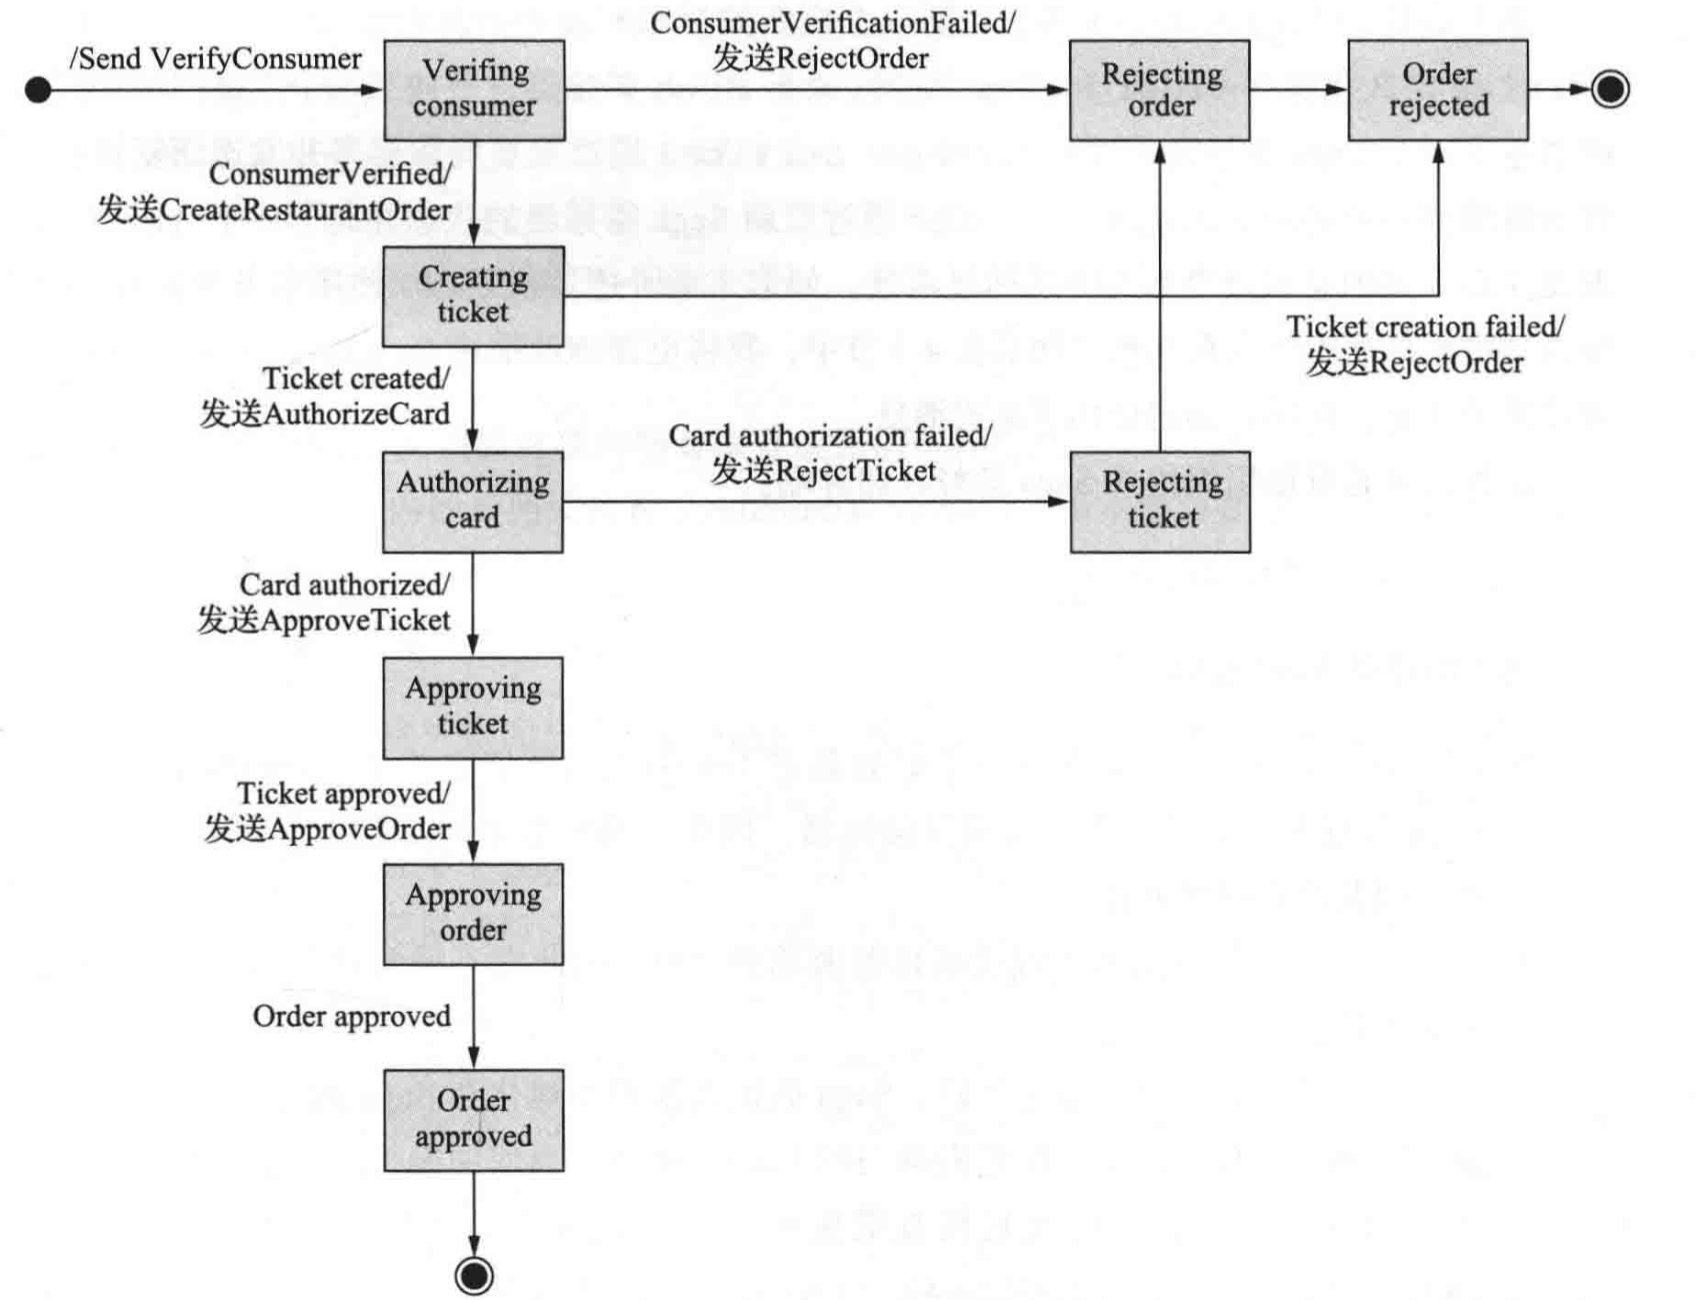 /Send VerifyConsumer
Verifing
consumer
ConsumerVerificationFailed/
发送RejectOrder
Rejecting
order
Order
rejected
ConsumerVerified/
发送CreateRestaurantOrder
Creating
ticket
Ticket creation failed/
发送RejectOrder
Ticket created/
发送AuthorizeCard
Authorizing
card
Card authorization failed/
发送RejectTicket
Rejecting
ticket
Card authorized/
发送ApproveTicket
Approving
ticket
Ticket approved/
发送ApproveOrder
Approving
order
Order approved
Order
approved